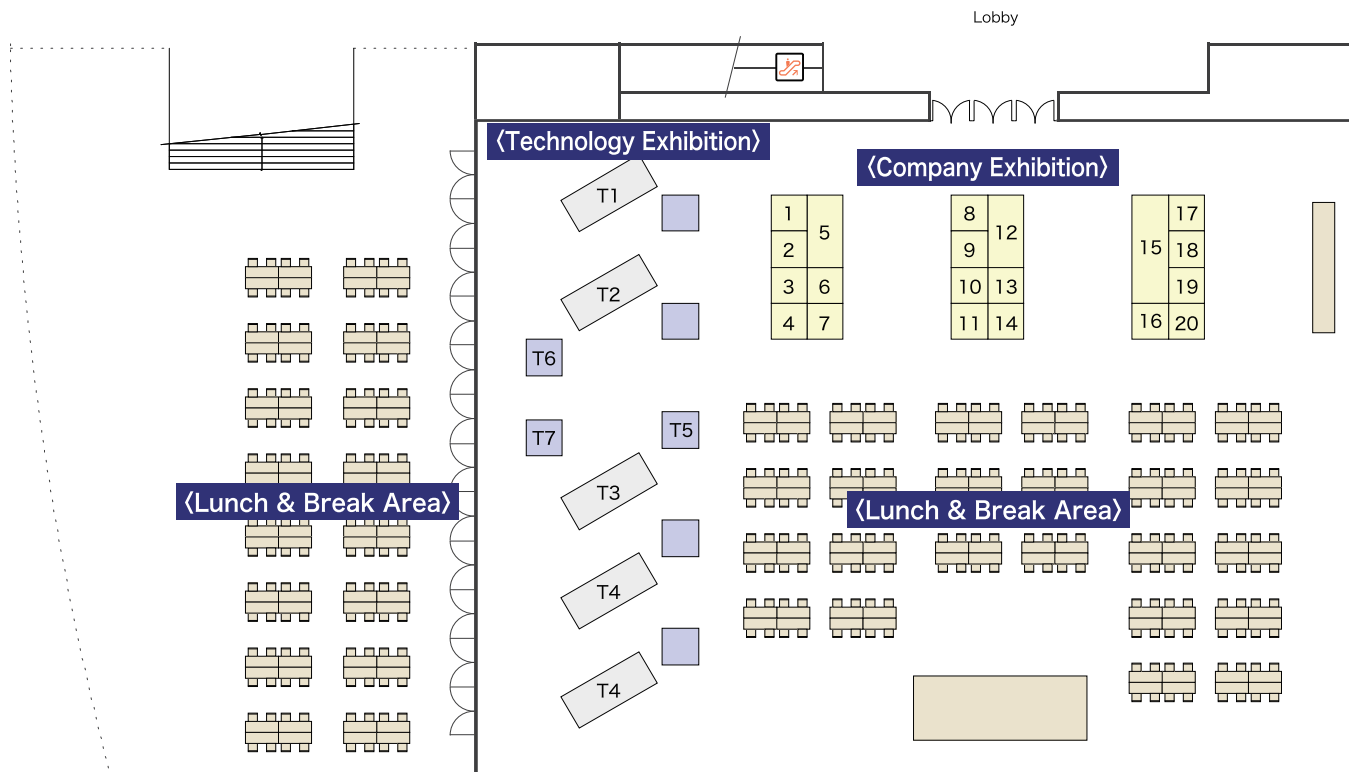 Lobby
〈Technology Exhibition〉
〈Company Exhibition〉
T1
T2
T6
T7
T5
T3
T4
T4
1
2
3
4
5
6
7
8
9
10
11
12
13
14
15
16
17
18
19
20
〈Lunch & Break Area〉
〈Lunch & Break Area〉